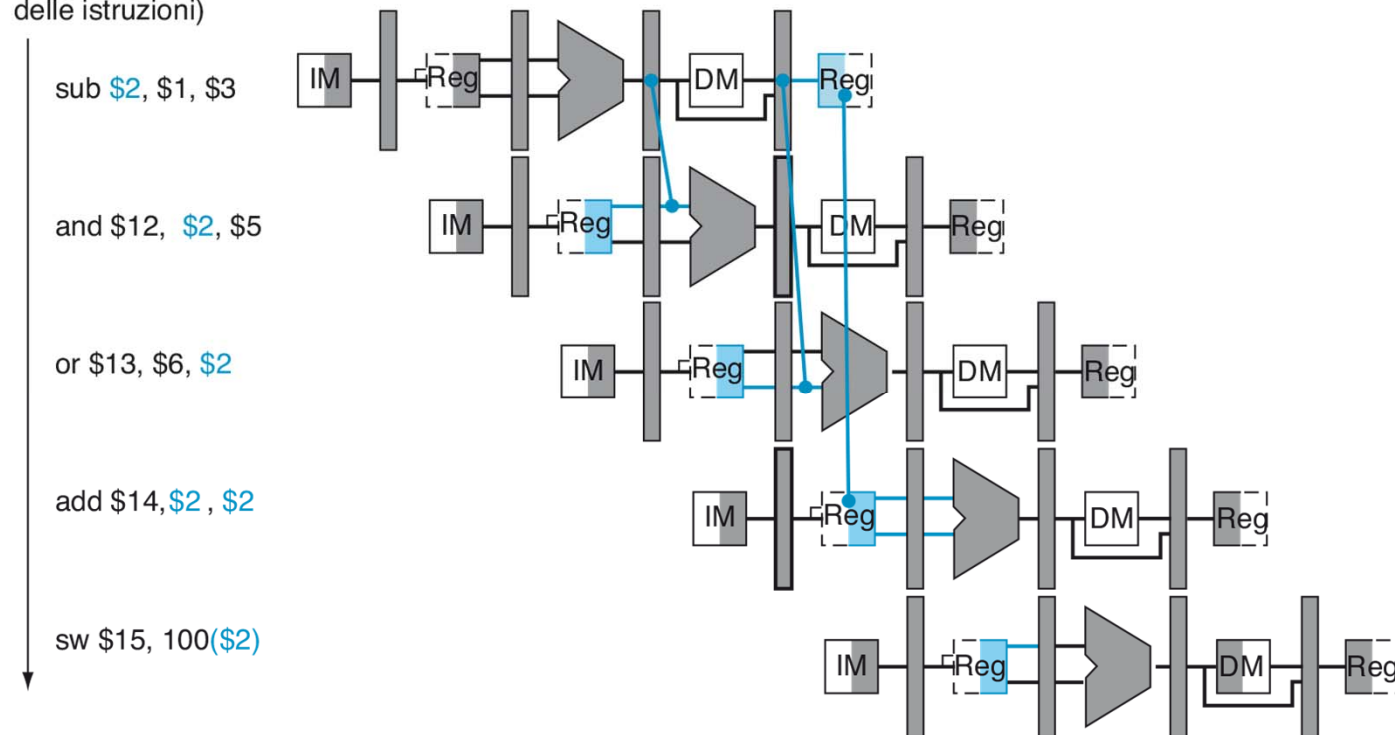 delle istruzioni)
sub $2, $1, $3
IM Reg DM Reg
and $12, $2, $5
IM Reg DM Reg
or $13, $6, $2
IM Reg DM Reg
add $14,$2 , $2
IM Reg DM Reg
sw $15, 100($2)
IM Reg DM Reg